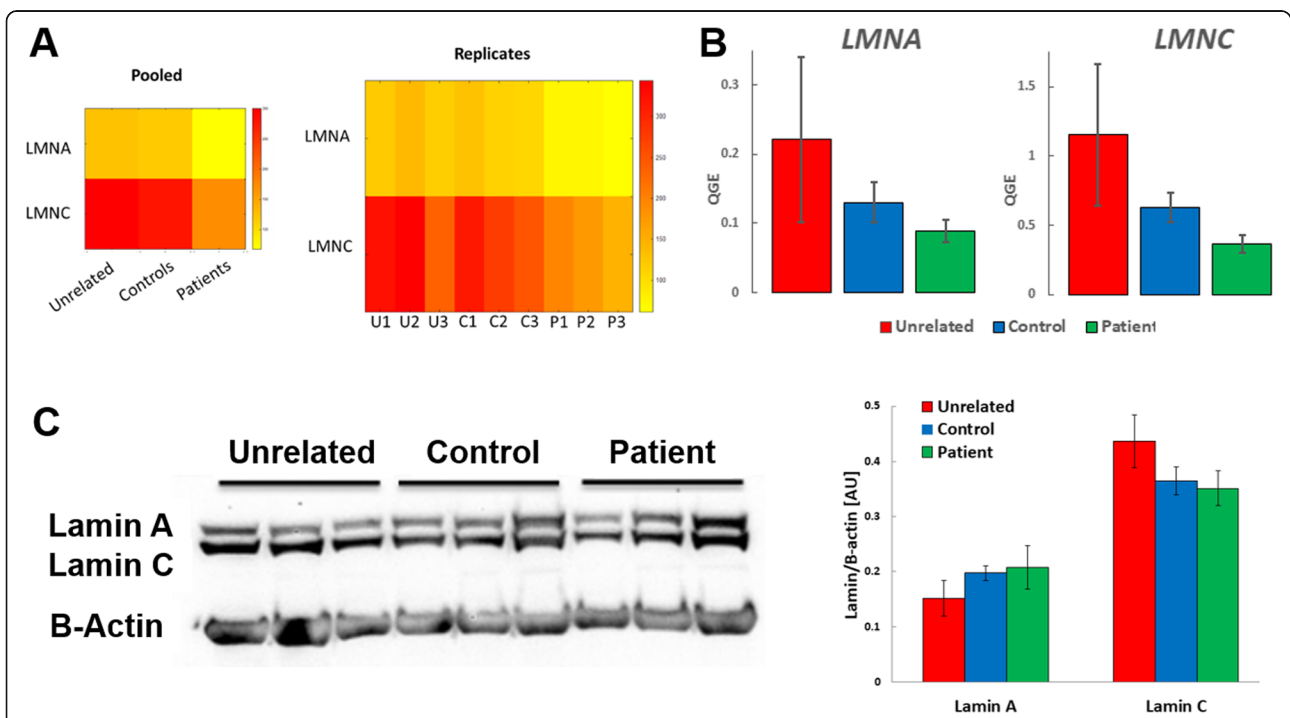 A
Pooled
LMNA
LMNC
Unrelated
Controls
Patients
Replicates
LMNA
LMNC
300
250
200
150
100
U1 U2 U3 C1 C2 C3 P1 P2 P3
B
LMNA
QGE
0.3
0.2
0.1
0
LMNC
QGE
1.5
1
0.5
0
Unrelated Control Patient
C
Unrelated Control Patient
Lamin A
Lamin C
B-Actin
Lamin/B-actin [AU]
0.5
0.4
0.3
0.2
0.1
0
Unrelated
Control
Patient
Lamin A Lamin C